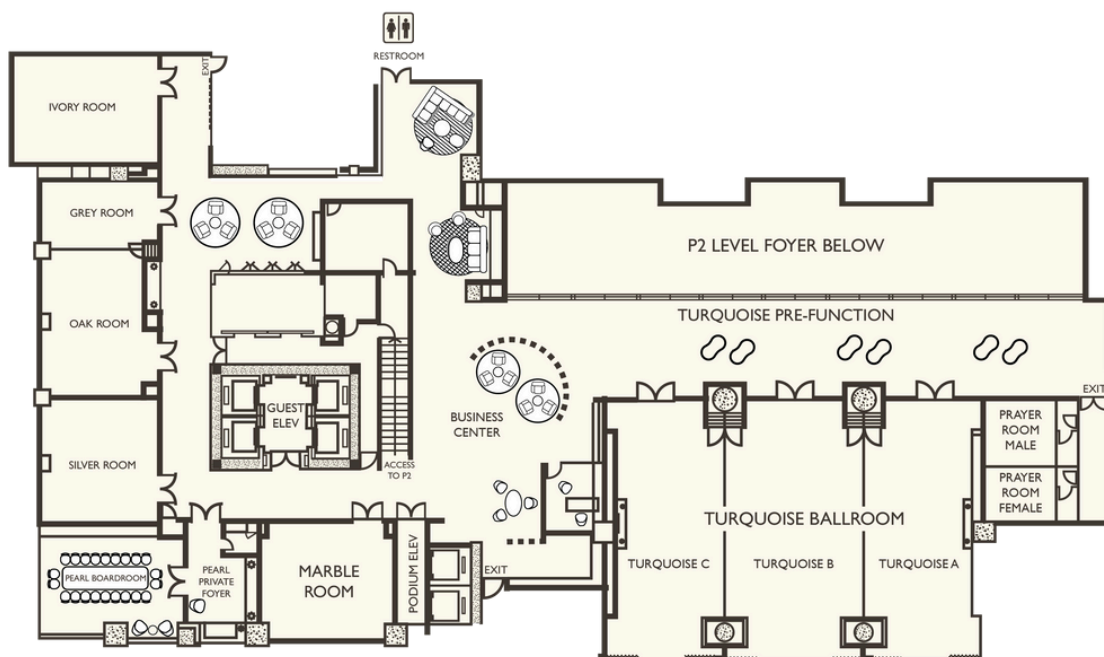 RESTROOM
EXIT
IVORY ROOM
GREY ROOM
P2 LEVEL FOYER BELOW
TURQUOISE PRE-FUNCTION
OAK ROOM
EXIT
GUEST
ELEV
BUSINESS
CENTER
PRAYER
ROOM
MALE
SILVER ROOM
ACCESS
TO P2
PRAYER
ROOM
FEMALE
TURQUOISE BALLROOM
TURQUOISE C
TURQUOISE B
TURQUOISE A
PEARL BOARDROOM
PEARL
PRIVATE
FOYER
MARBLE
ROOM
PODIUM ELEV
EXIT